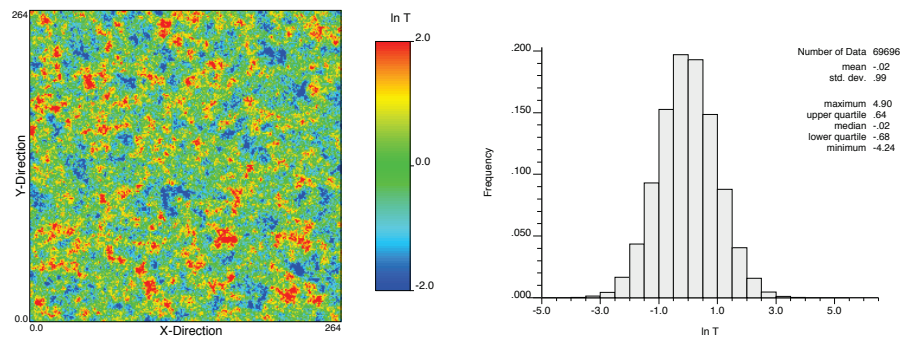 264
Y-Direction
0.0
0.0
X-Direction
264
ln T
2.0
0.0
-2.0
Frequency
.200
.150
.100
.050
.000
-5.0
-3.0
-1.0
1.0
3.0
5.0
ln T
Number of Data 69696
mean -.02
std. dev. .99
maximum 4.90
upper quartile .64
median -.02
lower quartile -.68
minimum -4.24